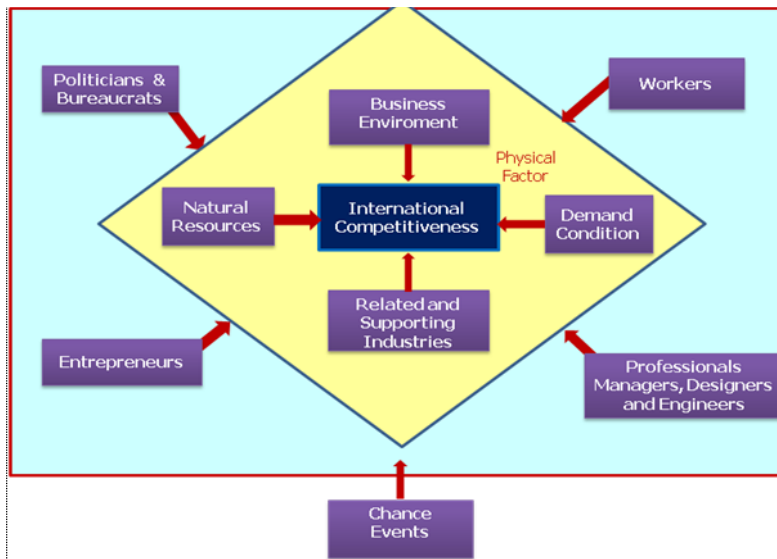 Politicians &
Bureaucrats
Workers
Business
Enviroment
Physical
Factor
Natural
Resources
International
Competitiveness
Demand
Condition
Related and
Supporting
Industries
Entrepreneurs
Professionals
Managers, Designers
and Engineers
Chance
Events